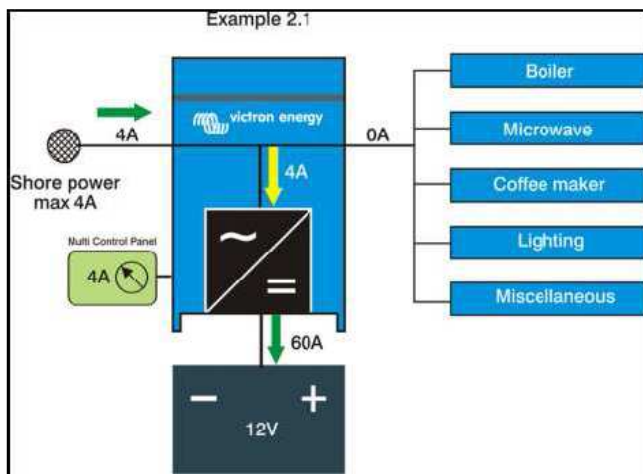 Example 2.1
victron energy
4A
0A
Shore power
max 4A
4A
Multi Control Panel
4A
60A
12V
Boiler
Microwave
Coffee maker
Lighting
Miscellaneous